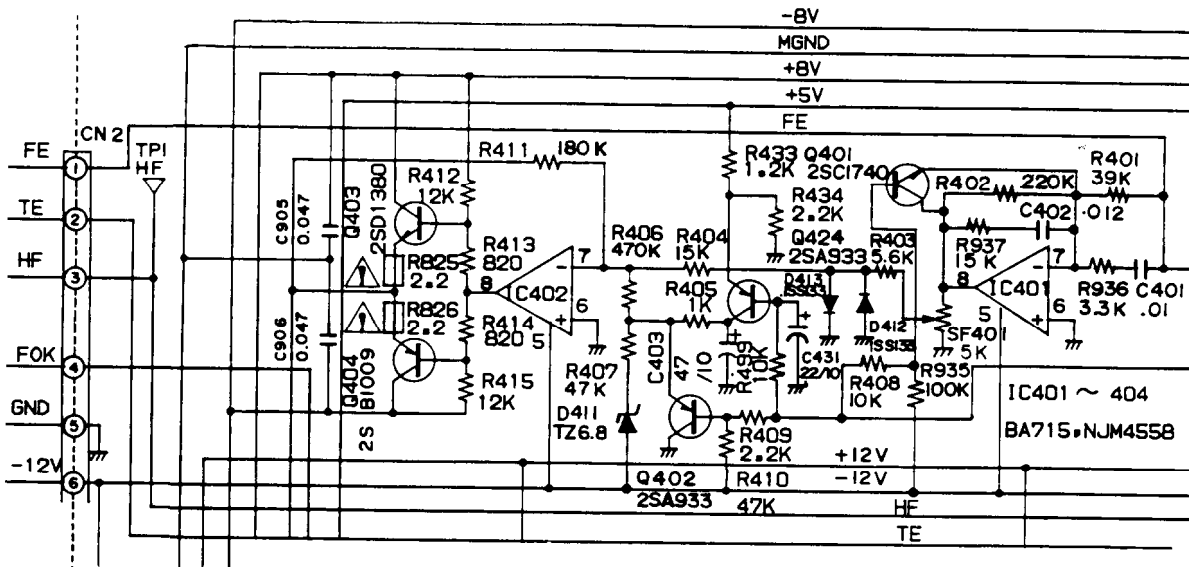 -8V
MGND
+8V
+5V
FE
CN2
FE
1
TP1
HF
TE
2
HF
3
FOK
4
GND
5
-12V
6
R411
180K
R412
12K
C905
0.047
Q403
2SD1380
R413
820
R825
2.2
R826
2.2
R414
820
C906
0.047
Q404
2S
B1009
R415
12K
8
IC402
-
7
+
6
5
R406
470K
R407
47K
D411
TZ6.8
R404
15K
R405
1K
C403
47
/10
+
R433
1.2K
R434
2.2K
Q424
2SA933
R499
10K
+
C431
22/10
D413
1SS133
D412
1SS133
R403
5.6K
Q401
2SC1740
R402
220K
R401
39K
C402
.012
R937
15K
8
IC401
-
7
+
6
5
R936
3.3K
C401
.01
SF401
5K
R408
10K
R935
100K
R409
2.2K
R410
47K
Q402
2SA933
IC401 ~ 404
BA715,NJM4558
+12V
-12V
HF
TE